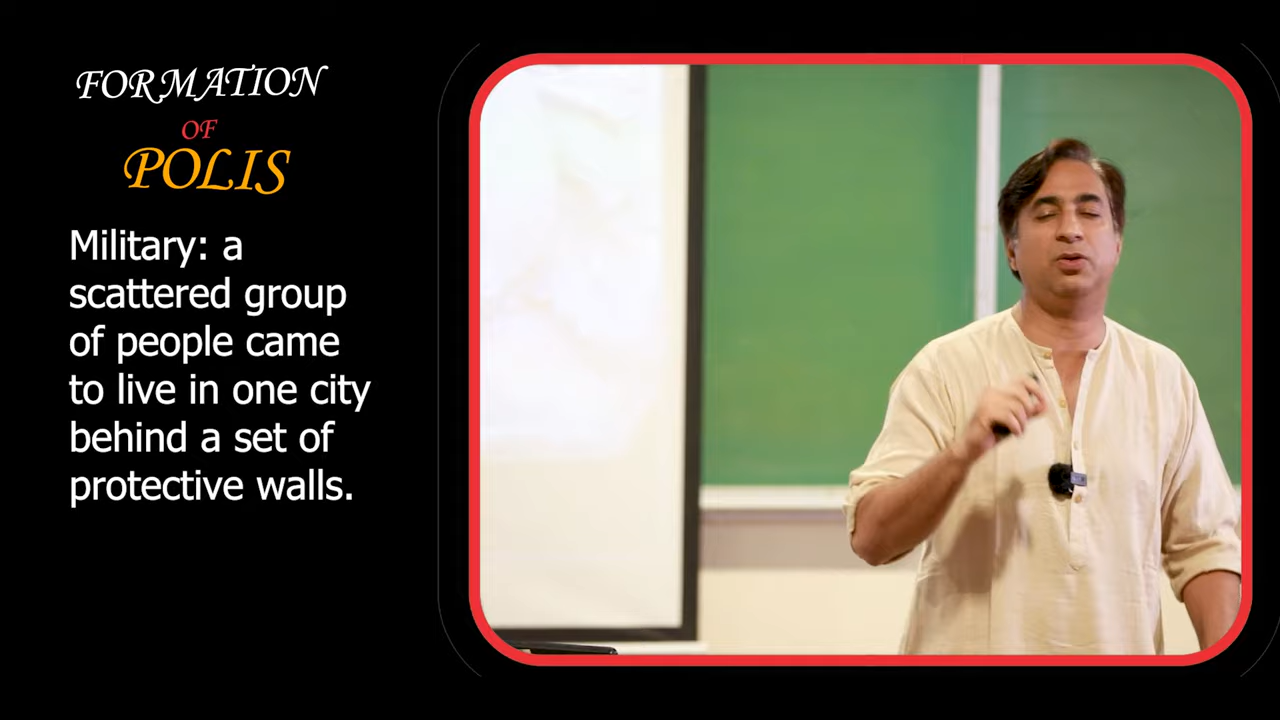 FORMATION
OF
POLIS
Military: a
scattered group
of people came
to live in one city
behind a set of
protective walls.